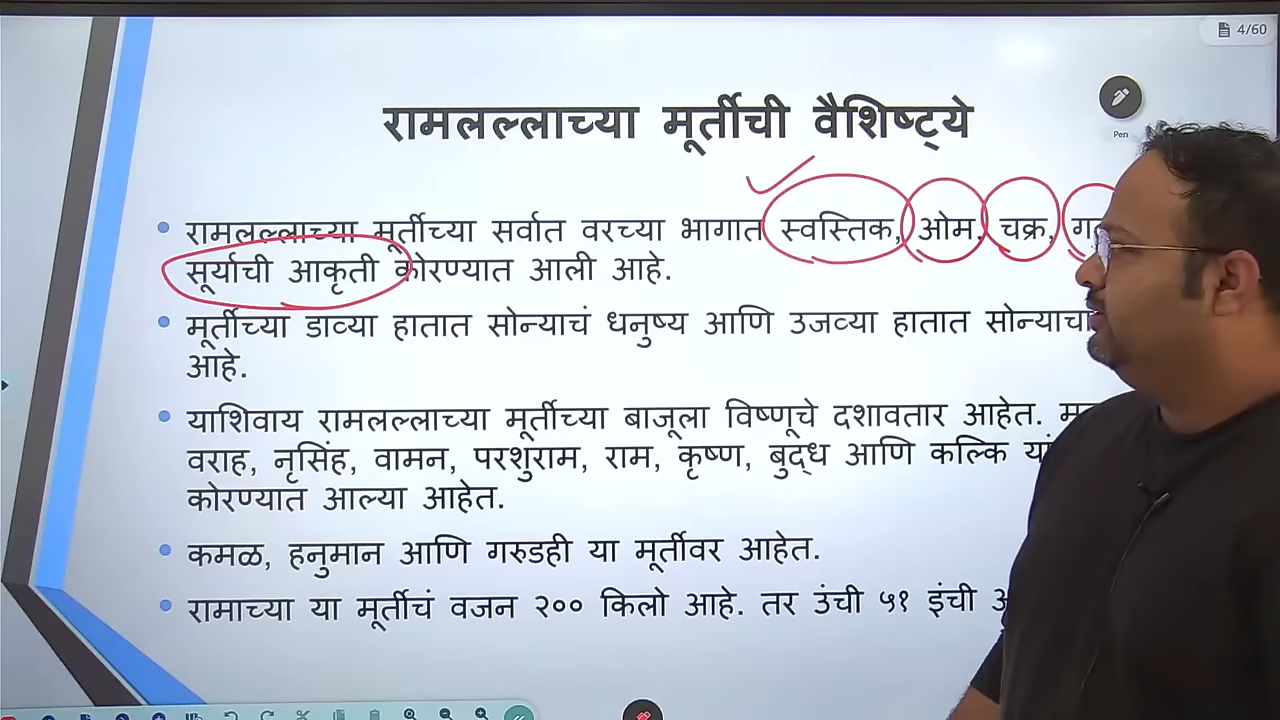 4/60
Pen
रामलल्लाच्या मूर्तीची वैशिष्ट्ये
रामलल्लाच्या मूर्तीच्या सर्वात वरच्या भागात स्वस्तिक, ओम, चक्र,
सूर्याची आकृती कोरण्यात आली आहे.
मूर्तीच्या डाव्या हातात सोन्याचं धनुष्य आणि उजव्या हातात सोन्याचा
आहे.
याशिवाय रामलल्लाच्या मूर्तीच्या बाजूला विष्णूचे दशावतार आहेत.
वराह, नृसिंह, वामन, परशुराम, राम, कृष्ण, बुद्ध आणि कल्कि
कोरण्यात आल्या आहेत.
कमळ, हनुमान आणि गरुडही या मूर्तीवर आहेत.
रामाच्या या मूर्तीचं वजन २०० किलो आहे. तर उंची ५१ इंची